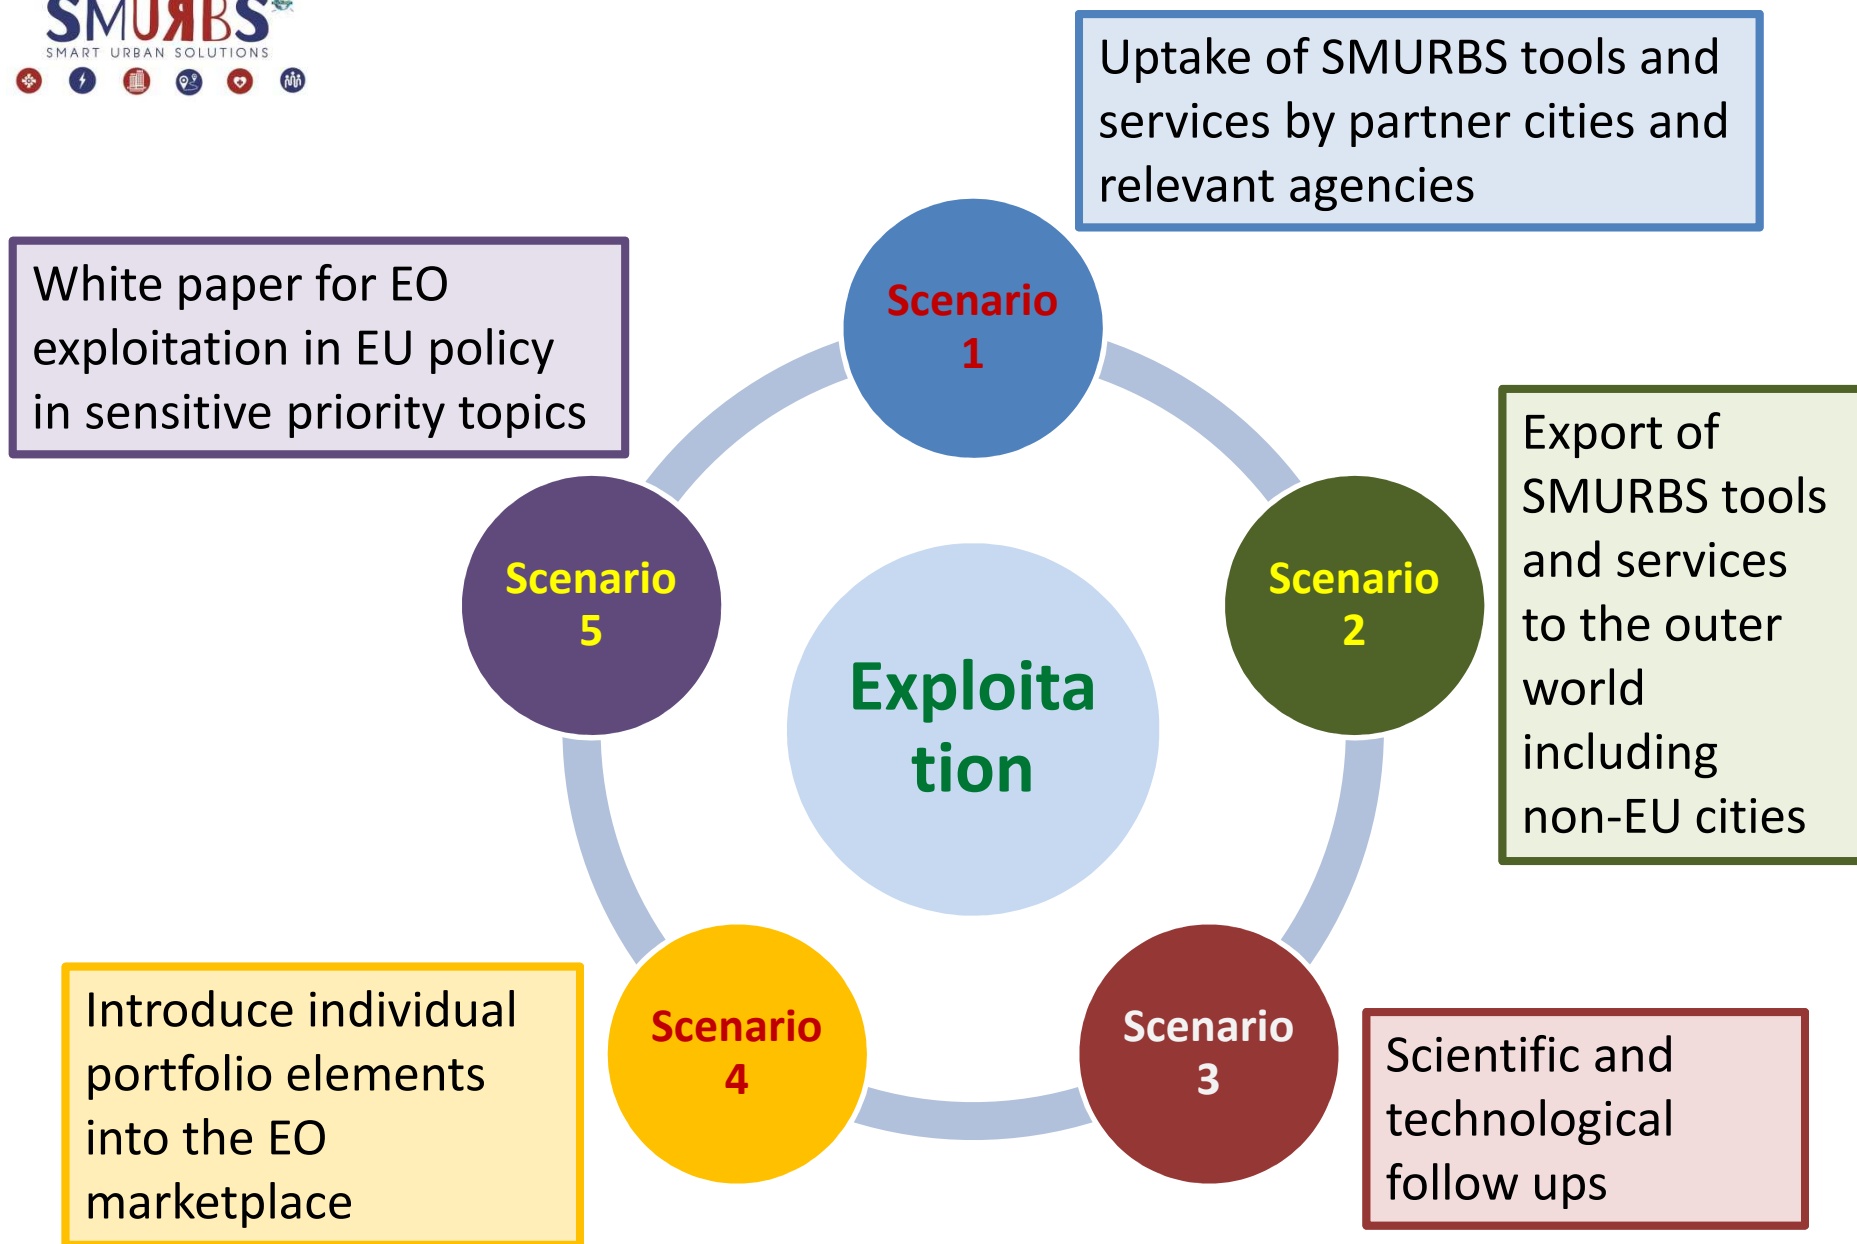 SMURBS
SMART URBAN SOLUTIONS
Uptake of SMURBS tools and
services by partner cities and
relevant agencies
Scenario
1
White paper for EO
exploitation in EU policy
in sensitive priority topics
Export of
SMURBS tools
and services
to the outer
world
including
non-EU cities
Scenario
5
Scenario
2
Exploita
tion
Introduce individual
portfolio elements
into the EO
marketplace
Scenario
4
Scenario
3
Scientific and
technological
follow ups